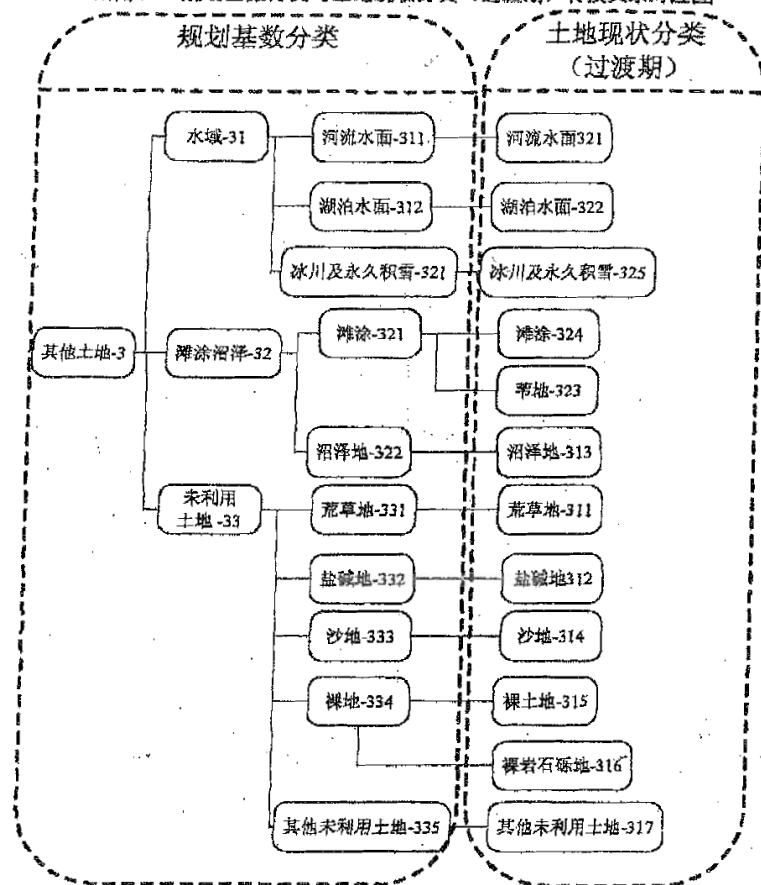 规划基数分类
土地现状分类
（过渡期）
水域-31
河流水面-311
河流水面321
湖泊水面-312
湖泊水面-322
冰川及永久积雪-321
冰川及永久积雪-325
其他土地-3
滩涂沼泽-32
滩涂-321
滩涂-324
苇地-323
沼泽地-322
沼泽地-313
未利用
土地-33
荒草地-331
荒草地-311
盐碱地-332
盐碱地312
沙地-333
沙地-314
裸地-334
裸土地-315
裸岩石砾地-316
其他未利用土地-335
其他未利用土地-317